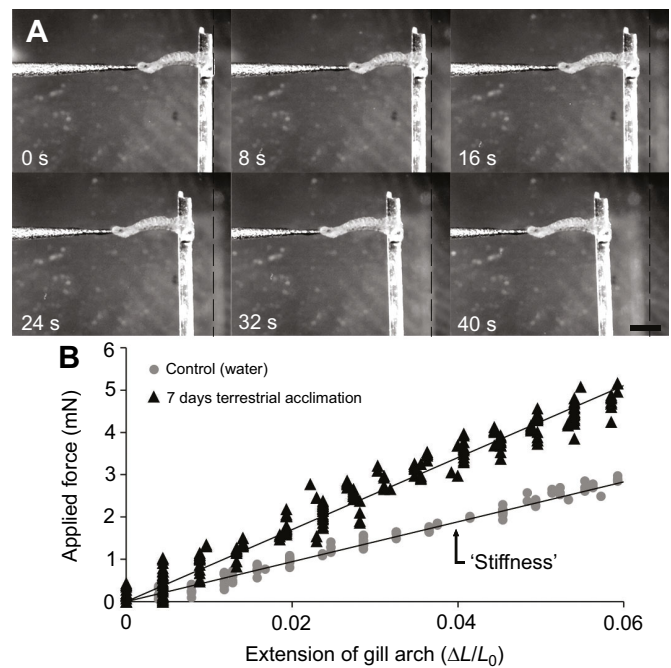 A
0 s
8 s
16 s
24 s
32 s
40 s
B
6
5
4
3
2
1
0
Control (water)
7 days terrestrial acclimation
'Stiffness'
Applied force (mN)
0
0.02
0.04
0.06
Extension of gill arch (ΔL/L0)